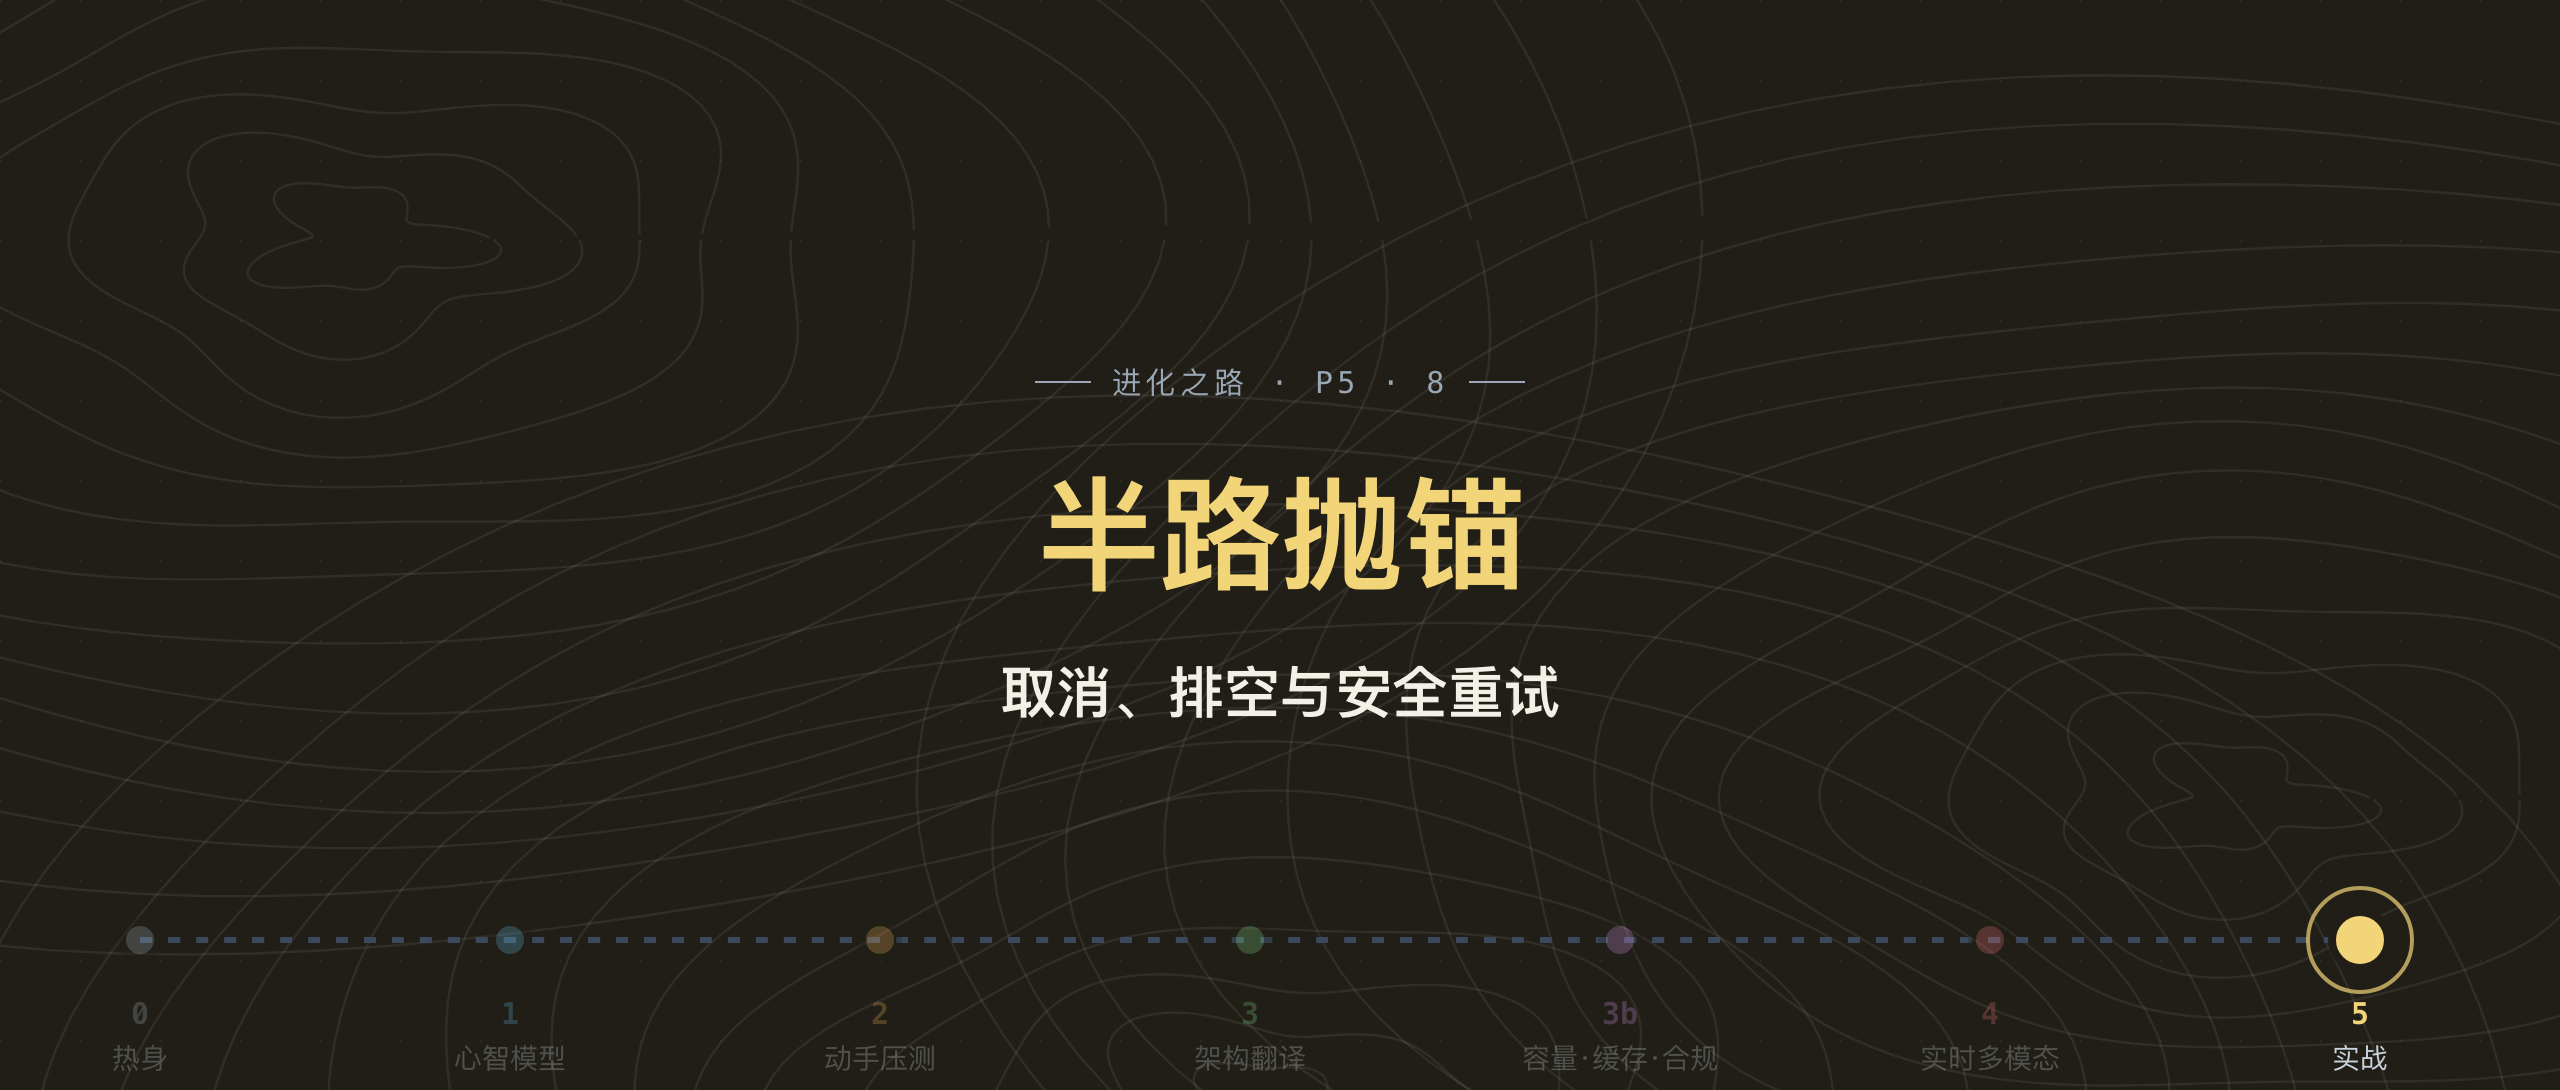 进化之路 · P5 · 8
半路抛锚
取消、排空与安全重试
0 1 2 3 3b 4 5
热身 心智模型 动手压测 架构翻译 容量·缓存·合规 实时多模态 实战